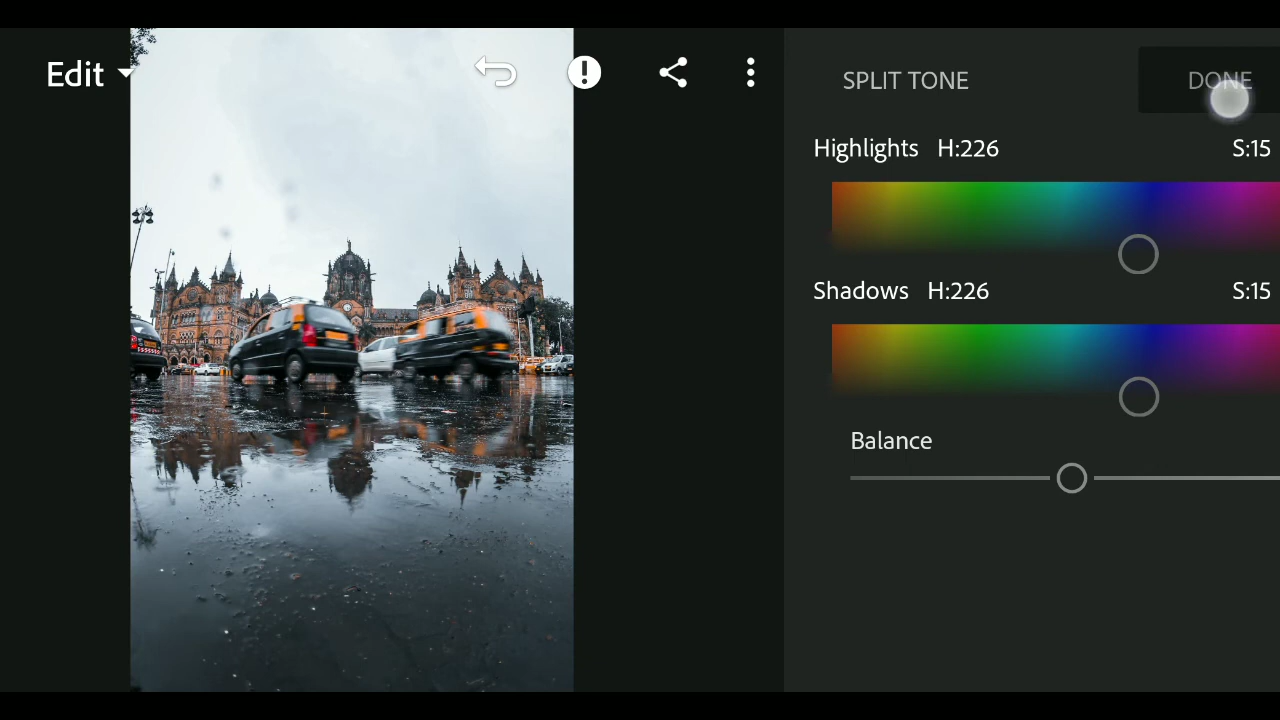 Edit
SPLIT TONE
DONE
Highlights H:226 S:15
Shadows H:226 S:15
Balance